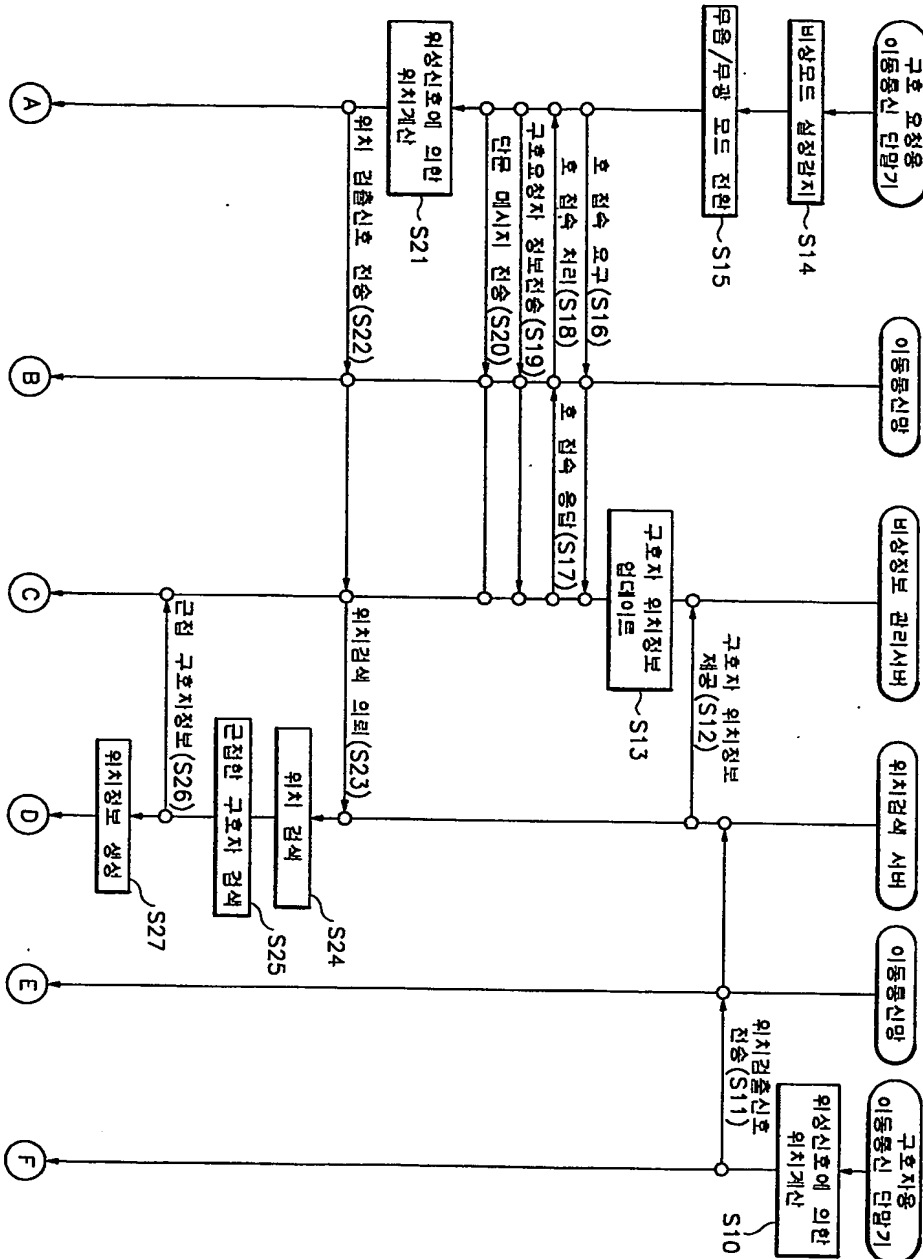 구호 요청용
이동통신 단말기
이동통신망
비상정보 관리서버
위치검색 서버
이동통신망
구호자용
이동통신 단말기
위성신호에 의한
위치계산
S10
위치검출신호
전송(S11)
구호자 위치정보
제공(S12)
구호자 위치정보
업데이트
S13
비상모드 설정감지
S14
무음/무광 모드 전환
S15
호 접속 요구(S16)
호 접속 응답(S17)
호 접속 처리(S18)
구호요청자 정보전송(S19)
단문 메시지 전송(S20)
위성신호에 의한
위치계산
S21
위치 검출신호 전송(S22)
위치검색 의뢰(S23)
위치 검색
S24
근접한 구호자 검색
S25
근접 구호자정보(S26)
위치정보 생성
S27
A
B
C
D
E
F